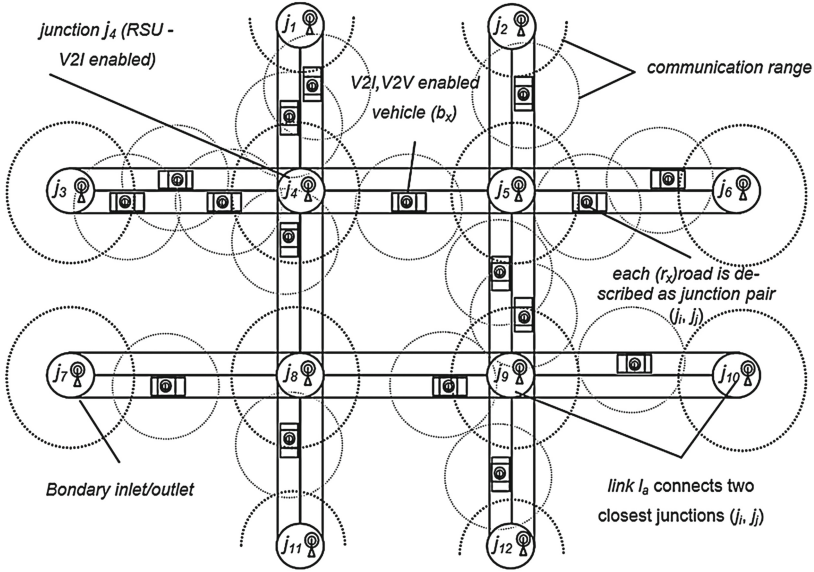 j1
j2
junction j4 (RSU -
V2I enabled)
V2I,V2V enabled
vehicle (bx)
communication range
j3
j4
j5
j6
each (rx)road is de-
scribed as junction pair
(ji, jj)
j7
j8
j9
j10
Bondary inlet/outlet
link la connects two
closest junctions (ji, jj)
j11
j12